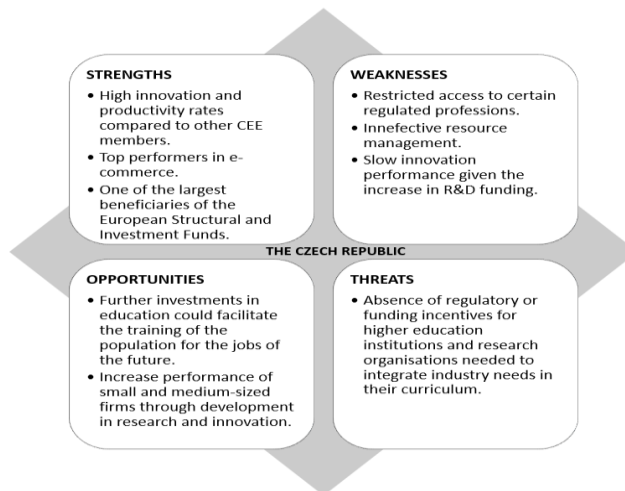 STRENGTHS
• High innovation and
productivity rates
compared to other CEE
members.
• Top performers in e-
commerce.
• One of the largest
beneficiaries of the
European Structural and
Investment Funds.
WEAKNESSES
• Restricted access to certain
regulated professions.
• Innefective resource
management.
• Slow innovation
performance given the
increase in R&D funding.
THE CZECH REPUBLIC
OPPORTUNITIES
• Further investments in
education could facilitate
the training of the
population for the jobs of
the future.
• Increase performance of
small and medium-sized
firms through development
in research and innovation.
THREATS
• Absence of regulatory or
funding incentives for
higher education
institutions and research
organisations needed to
integrate industry needs in
their curriculum.